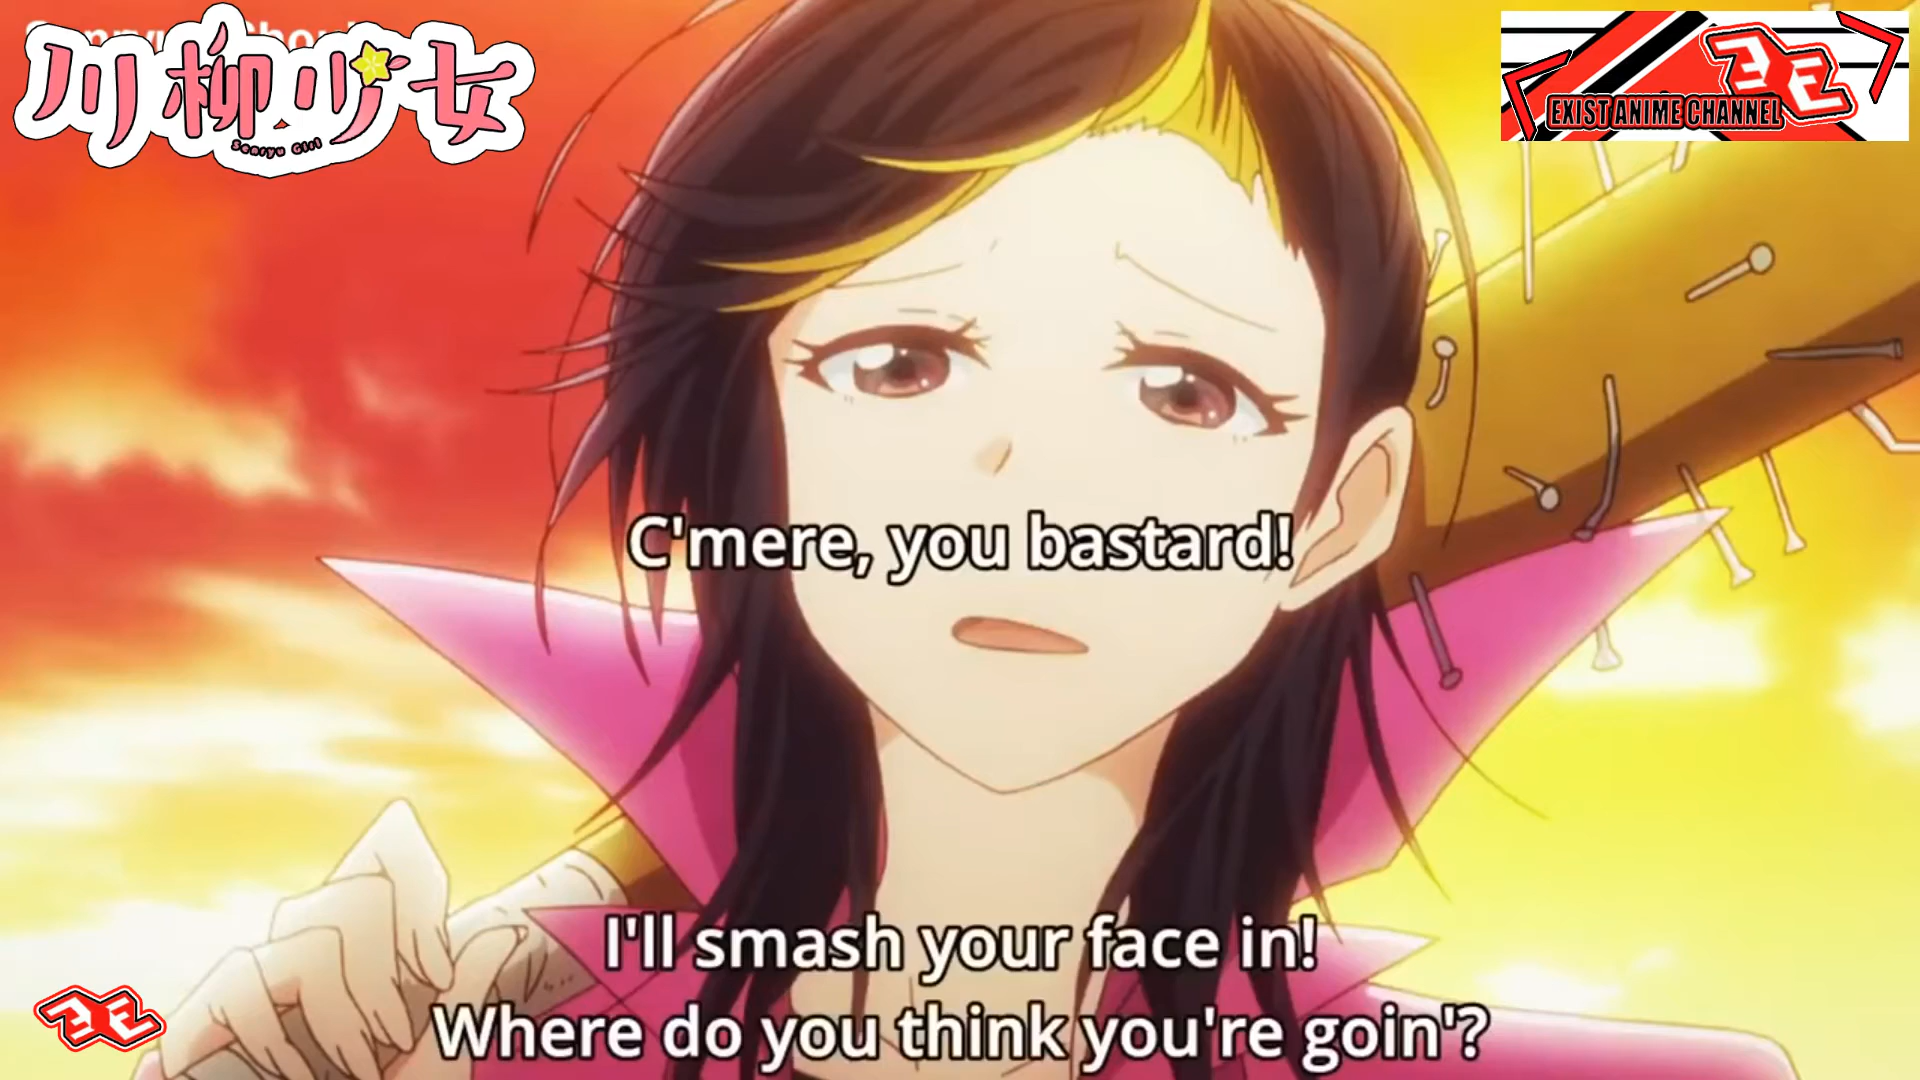 川柳少女
Senryu Girl
EXIST ANIME CHANNEL
C'mere, you bastard!
I'll smash your face in!
Where do you think you're goin'?